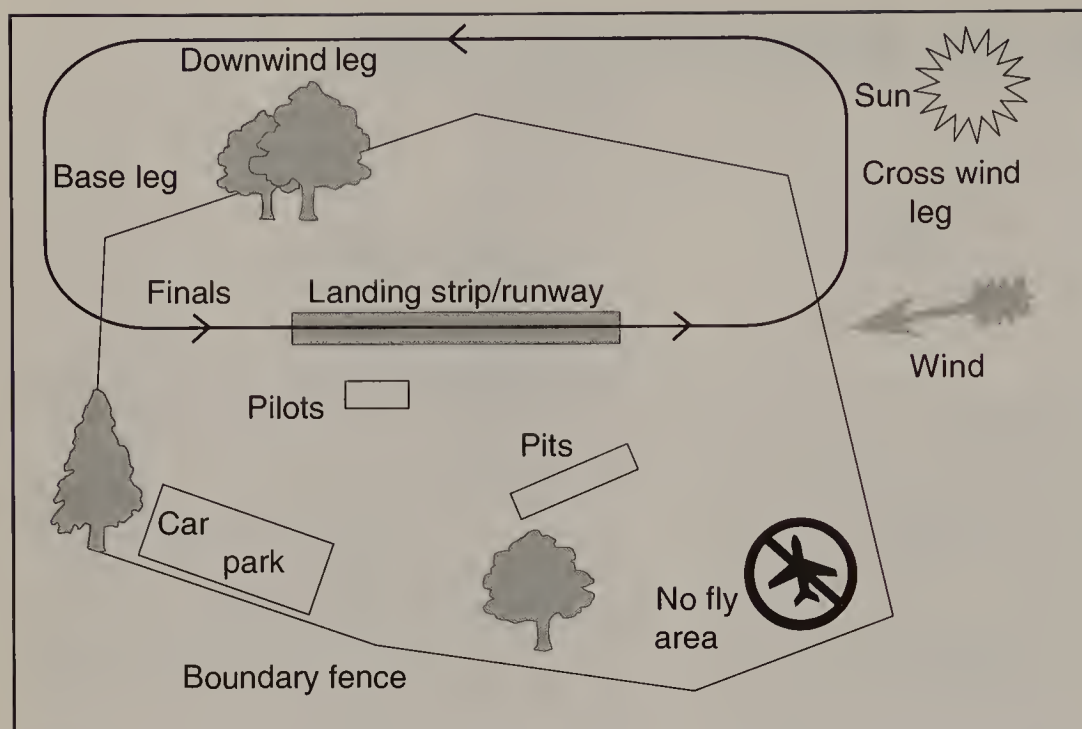 Downwind leg
Sun
Base leg
Cross wind
leg
Finals
Landing strip/runway
Wind
Pilots
Pits
Car
park
No fly
area
Boundary fence